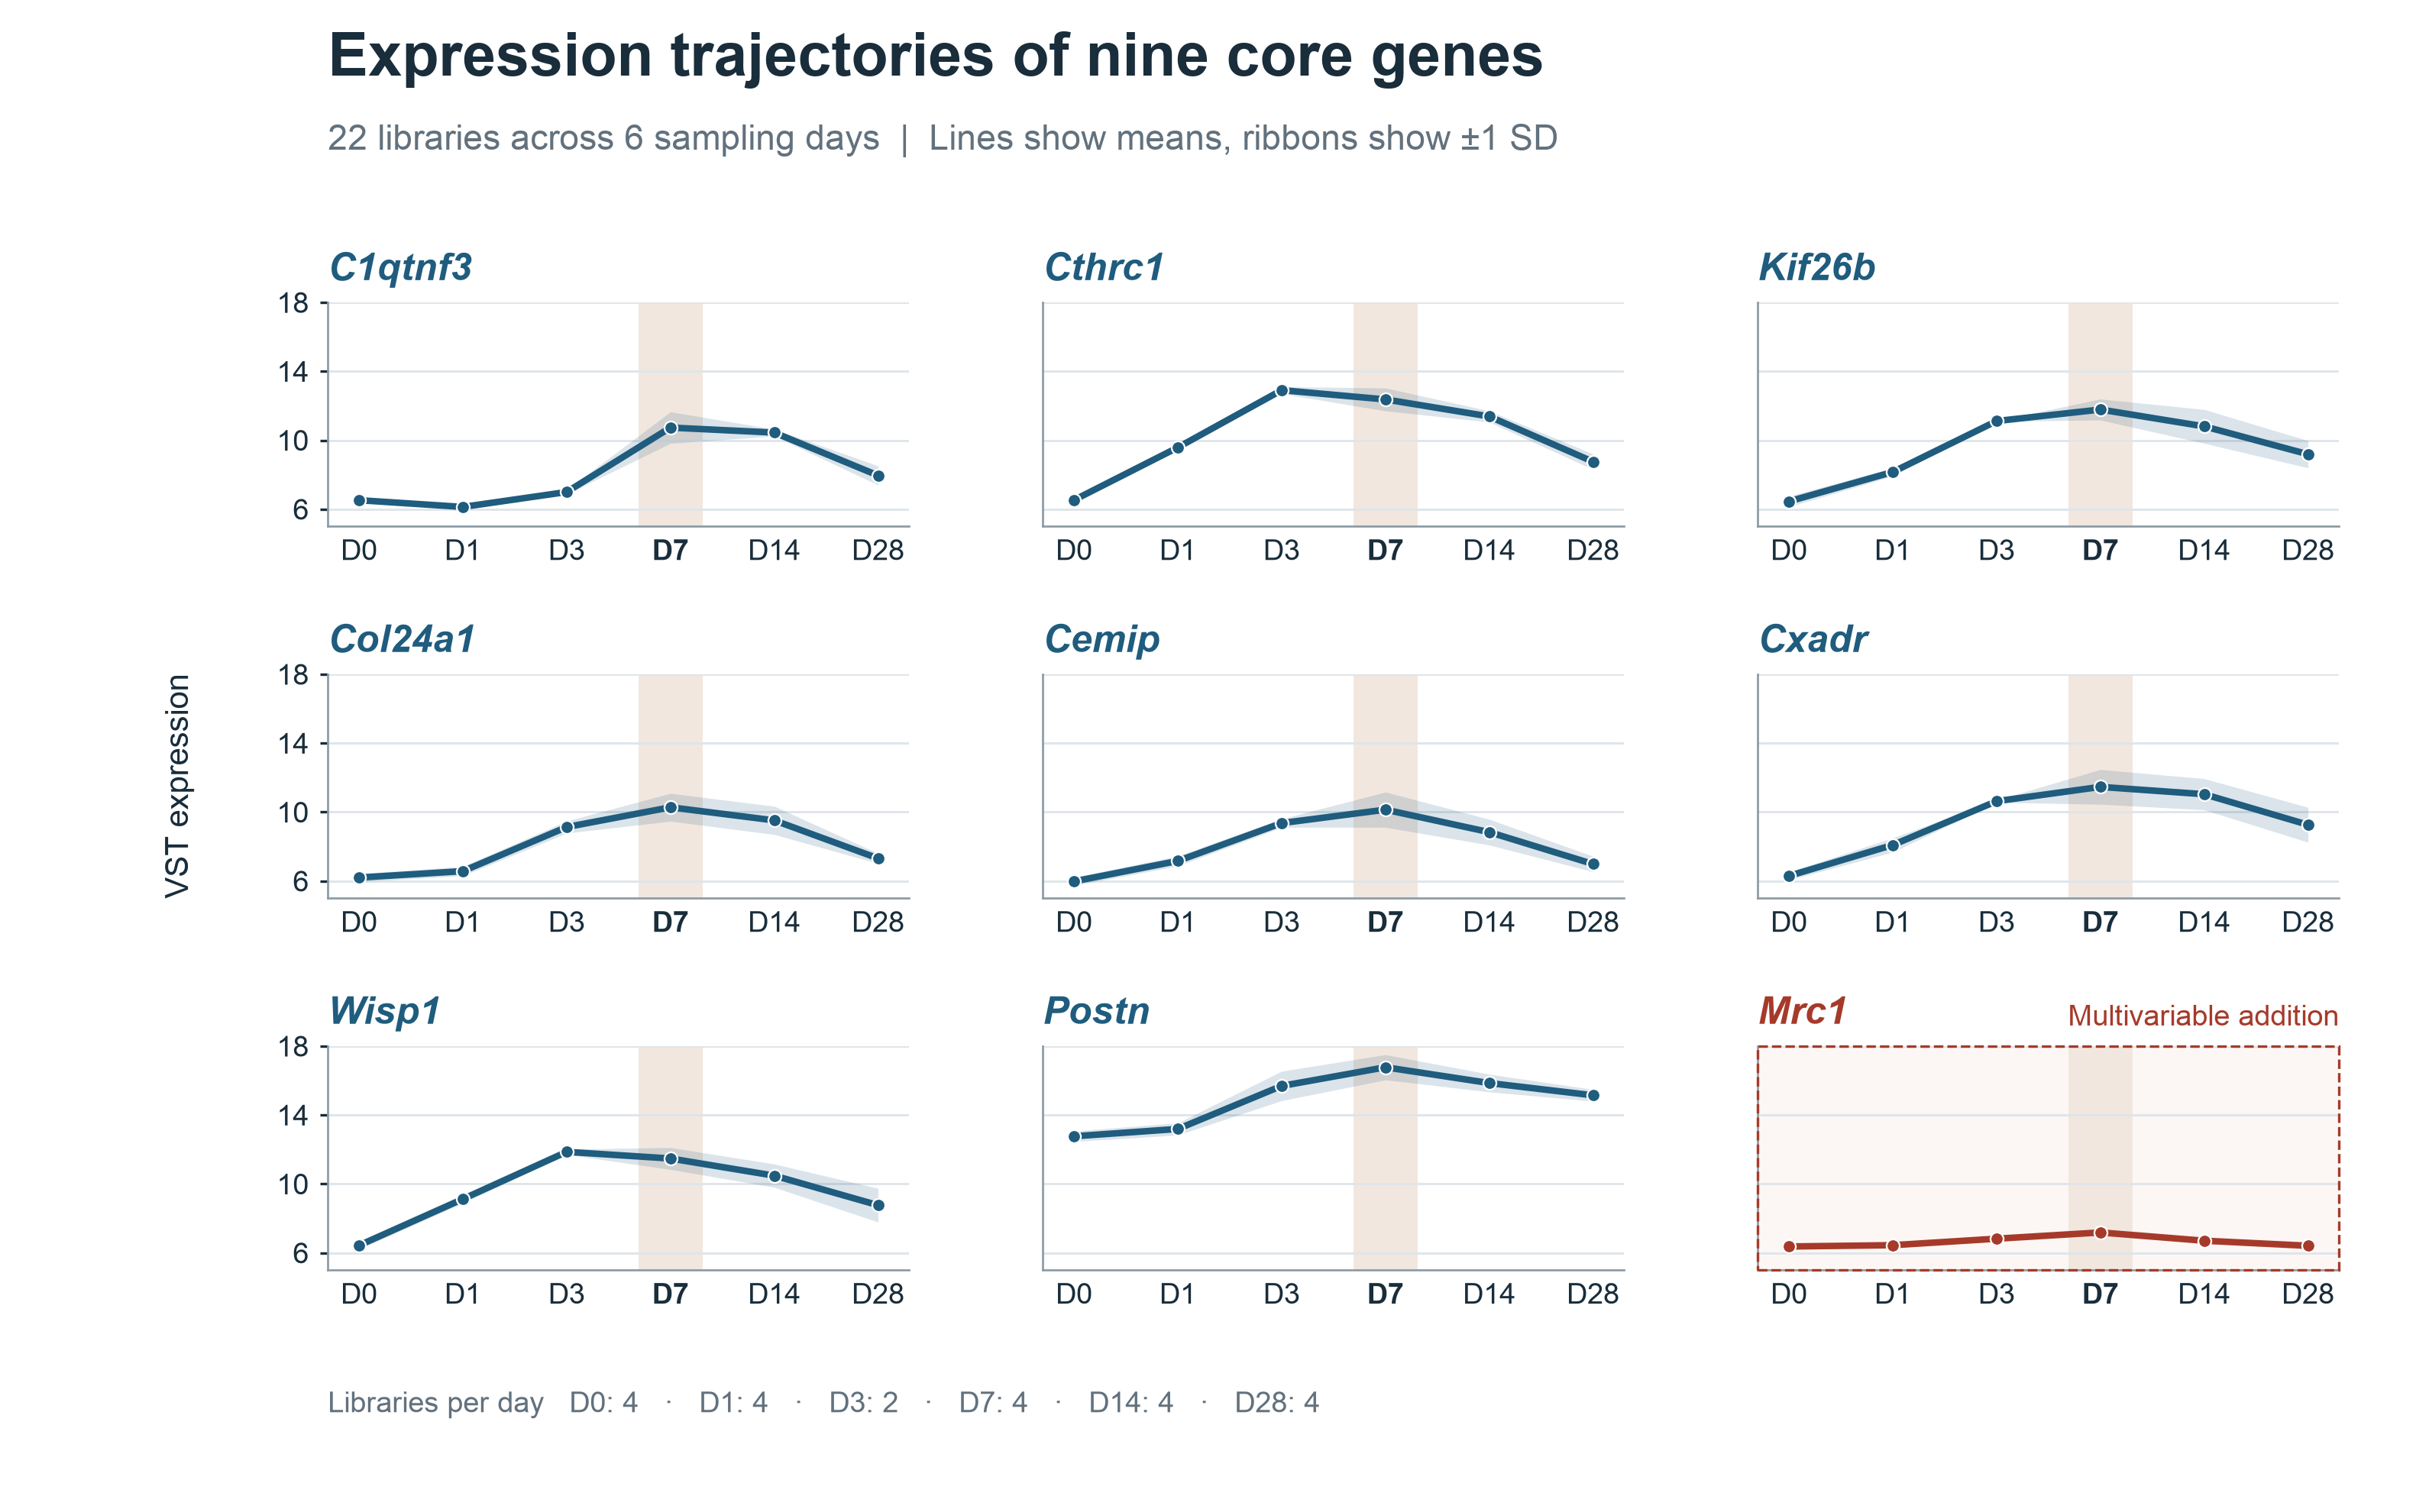 Expression trajectories of nine core genes
22 libraries across 6 sampling days | Lines show means, ribbons show ±1 SD
C1qtnf3 Cthrc1 Kif26b
18
14
10
6
D0 D1 D3 D7 D14 D28 D0 D1 D3 D7 D14 D28 D0 D1 D3 D7 D14 D28
Col24a1 Cemip Cxadr
VST expression
18
14
10
6
D0 D1 D3 D7 D14 D28 D0 D1 D3 D7 D14 D28 D0 D1 D3 D7 D14 D28
Wisp1 Postn Mrc1 Multivariable addition
18
14
10
6
D0 D1 D3 D7 D14 D28 D0 D1 D3 D7 D14 D28 D0 D1 D3 D7 D14 D28
Libraries per day D0: 4 · D1: 4 · D3: 2 · D7: 4 · D14: 4 · D28: 4